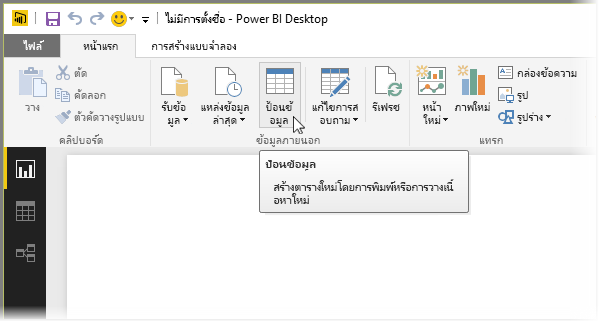 ไม่มีการตั้งชื่อ - Power BI Desktop
ไฟล์
หน้าแรก
การสร้างแบบจำลอง
วาง
ตัด
คัดลอก
ตัวคัดวางรูปแบบ
คลิปบอร์ด
รับข้อ
มูล
แหล่งข้อมูล
ล่าสุด
ป้อนข้
อมูล
แก้ไขการส
อบถาม
รีเฟรช
ข้อมูลภายนอก
หน้า
ใหม่
ภาพใหม่
กล่องข้อความ
รูป
รูปร่าง
แทรก
ป้อนข้อมูล
สร้างตารางใหม่โดยการพิมพ์หรือการวางเนื้
อหาใหม่